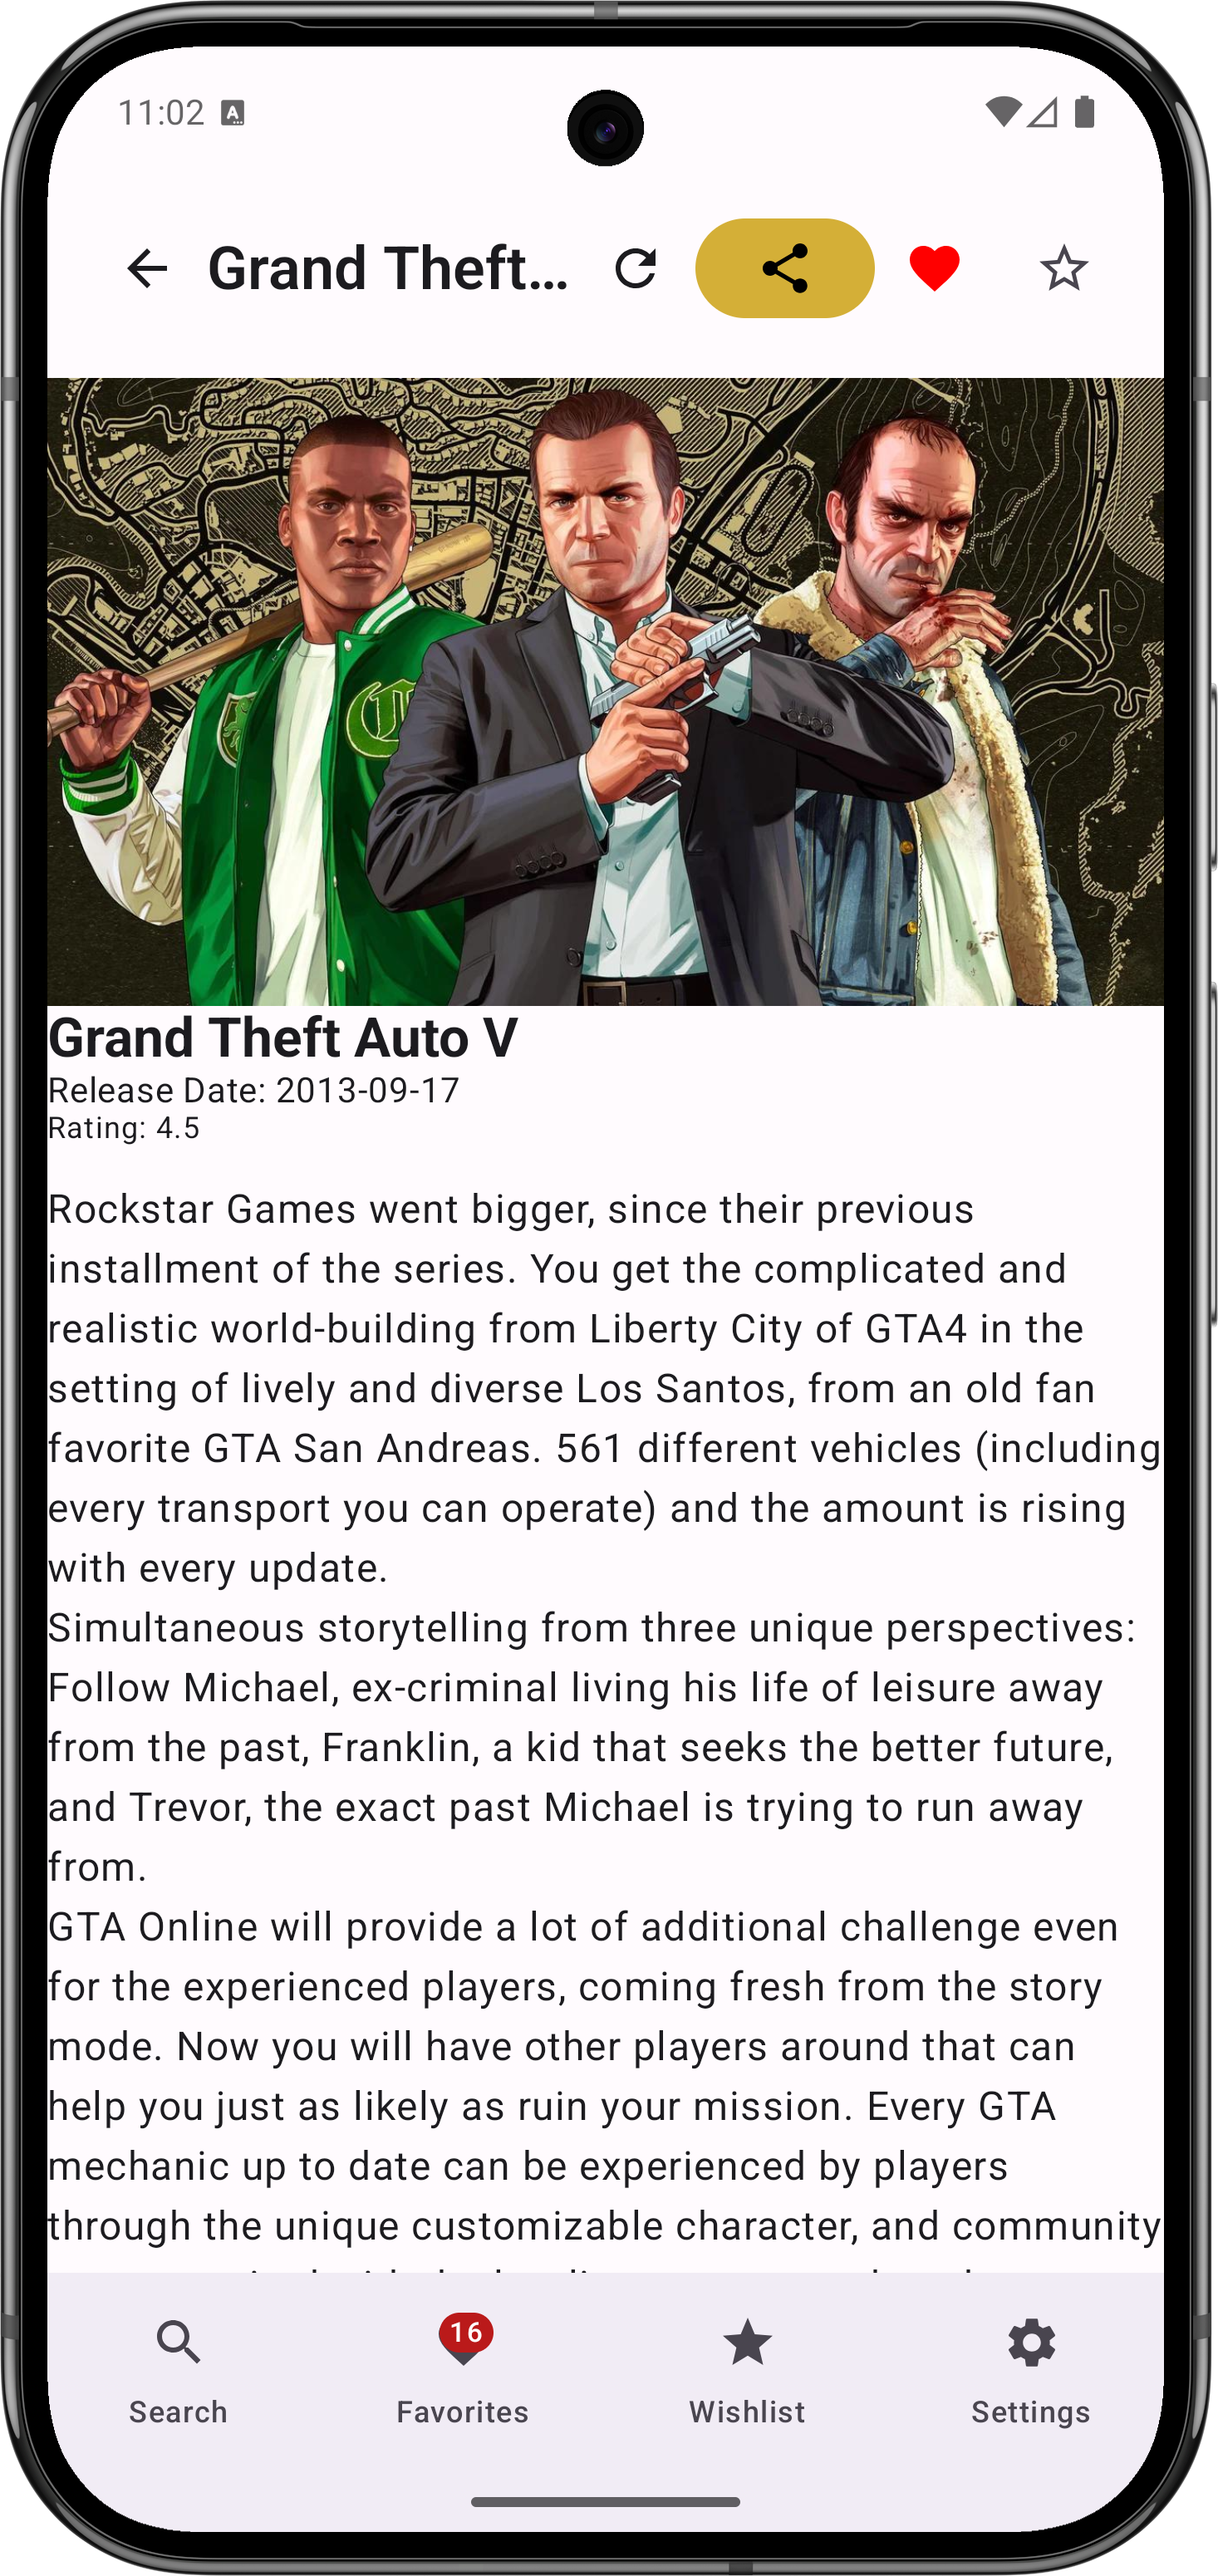 11:02
Grand Theft…
Grand Theft Auto V
Release Date: 2013-09-17
Rating: 4.5
Rockstar Games went bigger, since their previous
installment of the series. You get the complicated and
realistic world-building from Liberty City of GTA4 in the
setting of lively and diverse Los Santos, from an old fan
favorite GTA San Andreas. 561 different vehicles (including
every transport you can operate) and the amount is rising
with every update.
Simultaneous storytelling from three unique perspectives:
Follow Michael, ex-criminal living his life of leisure away
from the past, Franklin, a kid that seeks the better future,
and Trevor, the exact past Michael is trying to run away
from.
GTA Online will provide a lot of additional challenge even
for the experienced players, coming fresh from the story
mode. Now you will have other players around that can
help you just as likely as ruin your mission. Every GTA
mechanic up to date can be experienced by players
through the unique customizable character, and community
16
Search
Favorites
Wishlist
Settings